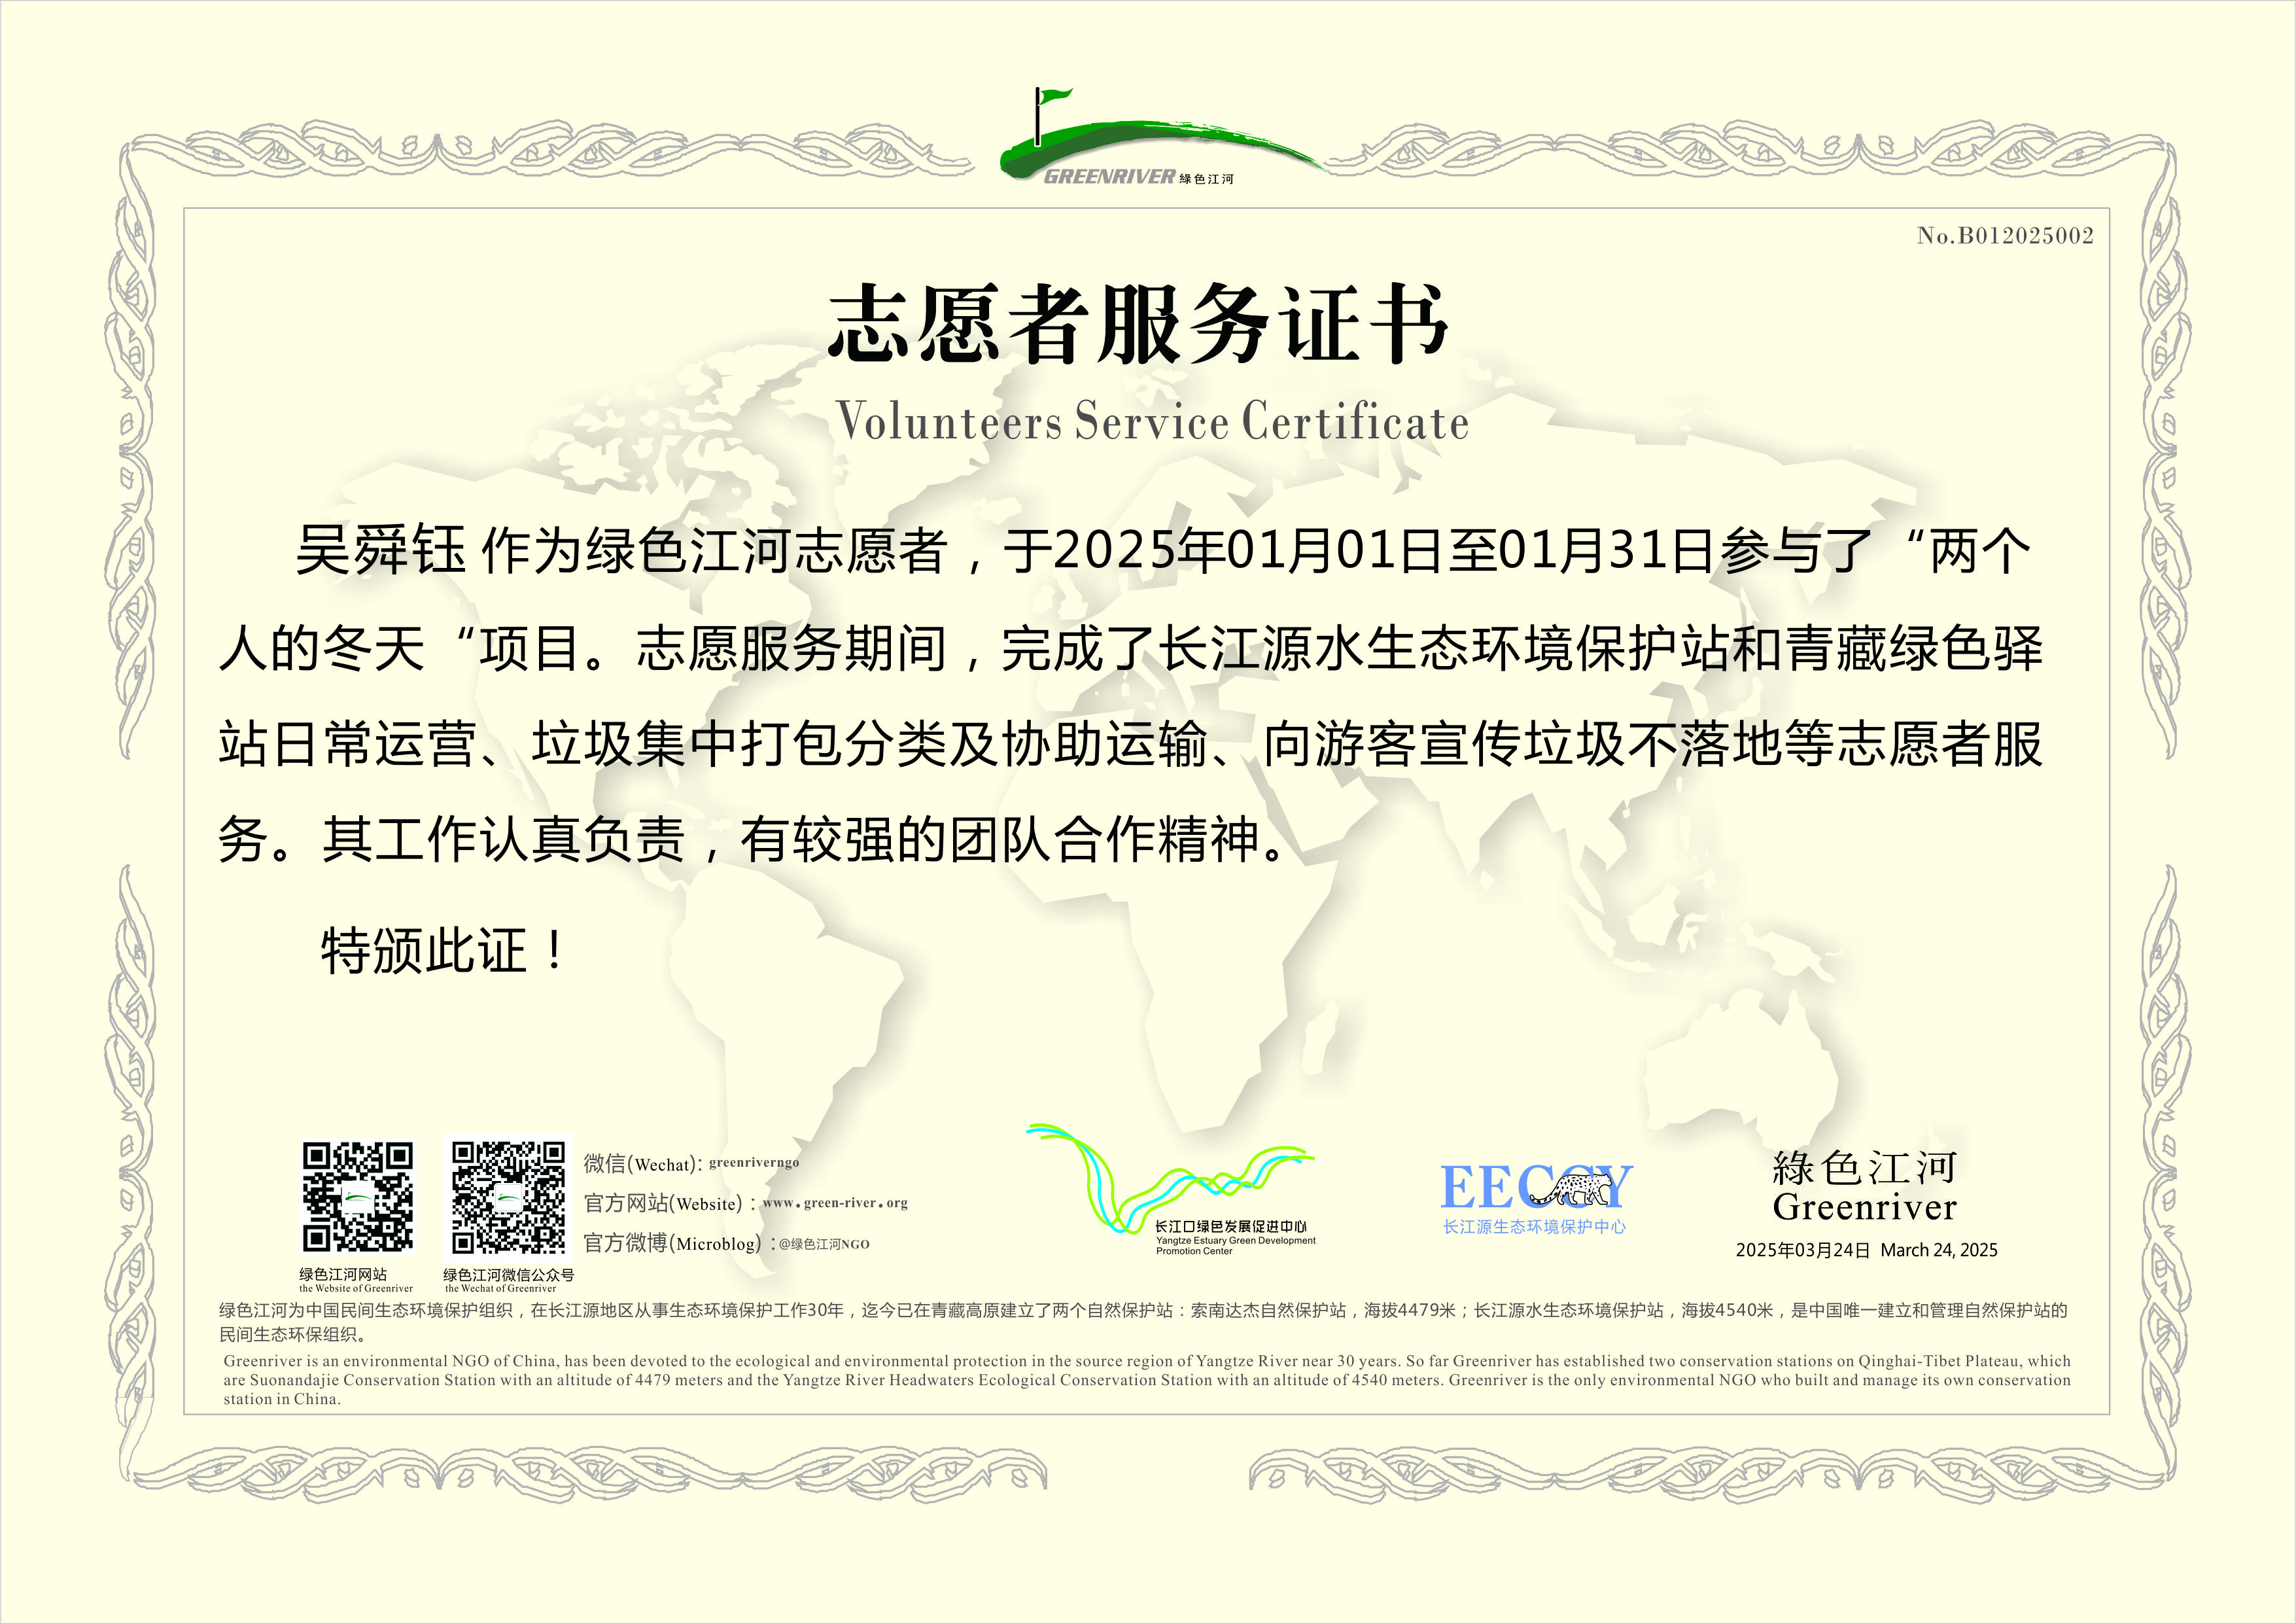 GREENRIVER 綠色江河
No.B012025002
志愿者服务证书
Volunteers Service Certificate
吴舜钰 作为绿色江河志愿者，于2025年01月01日至01月31日参与了“两个
人的冬天“项目。志愿服务期间，完成了长江源水生态环境保护站和青藏绿色驿
站日常运营、垃圾集中打包分类及协助运输、向游客宣传垃圾不落地等志愿者服
务。其工作认真负责，有较强的团队合作精神。
特颁此证！
微信(Wechat)：greenriverngo
官方网站(Website)：www.green-river.org
官方微博(Microblog)：@绿色江河NGO
绿色江河网站
the Website of Greenriver
绿色江河微信公众号
the Wechat of Greenriver
长江口绿色发展促进中心
Yangtze Estuary Green Development
Promotion Center
EECCY
长江源生态环境保护中心
綠色江河
Greenriver
2025年03月24日 March 24, 2025
绿色江河为中国民间生态环境保护组织，在长江源地区从事生态环境保护工作30年，迄今已在青藏高原建立了两个自然保护站：索南达杰自然保护站，海拔4479米；长江源水生态环境保护站，海拔4540米，是中国唯一建立和管理自然保护站的
民间生态环保组织。
Greenriver is an environmental NGO of China, has been devoted to the ecological and environmental protection in the source region of Yangtze River near 30 years. So far Greenriver has established two conservation stations on Qinghai-Tibet Plateau, which
are Suonandajie Conservation Station with an altitude of 4479 meters and the Yangtze River Headwaters Ecological Conservation Station with an altitude of 4540 meters. Greenriver is the only environmental NGO who built and manage its own conservation
station in China.